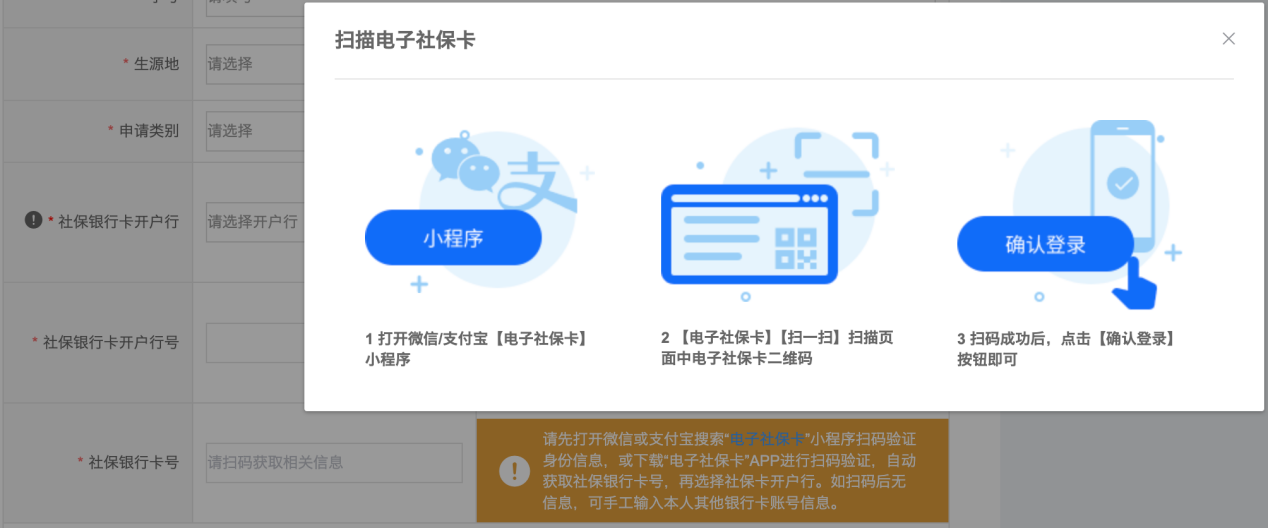 扫描电子社保卡
* 生源地
请选择
* 申请类别
请选择
! * 社保银行卡开户行
请选择开户行
* 社保银行卡开户行号
支
小程序
确认登录
1 打开微信/支付宝【电子社保卡】
小程序
2 【电子社保卡】【扫一扫】扫描页
面中电子社保卡二维码
3 扫码成功后，点击【确认登录】
按钮即可
* 社保银行卡号
请扫码获取相关信息
! 请先打开微信或支付宝搜索“电子社保卡”小程序扫码验证
身份信息，或下载“电子社保卡”APP进行扫码验证，自动
获取社保银行卡号，再选择社保卡开户行。如扫码后无
信息，可手工输入本人其他银行卡账号信息。